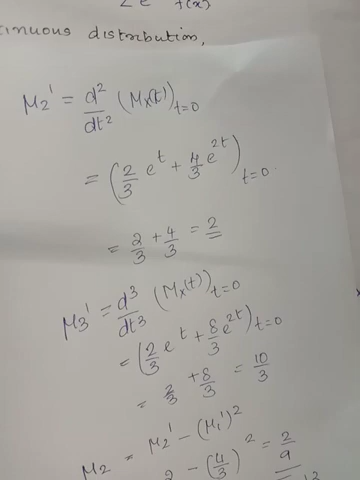 Σ e f(x)
tinuous distribution,
μ2' = d²/dt² (Mx(t))t=0
= (2/3 e^t + 4/3 e^2t)t=0.
= 2/3 + 4/3 = 2
μ3' = d³/dt3 (Mx(t))t=0
= (2/3 e^t + 8/3 e^2t)t=0
= 2/3 + 8/3 = 10/3
μ2 = μ2' - (μ1')²
2 - (4/3)² = 2/9